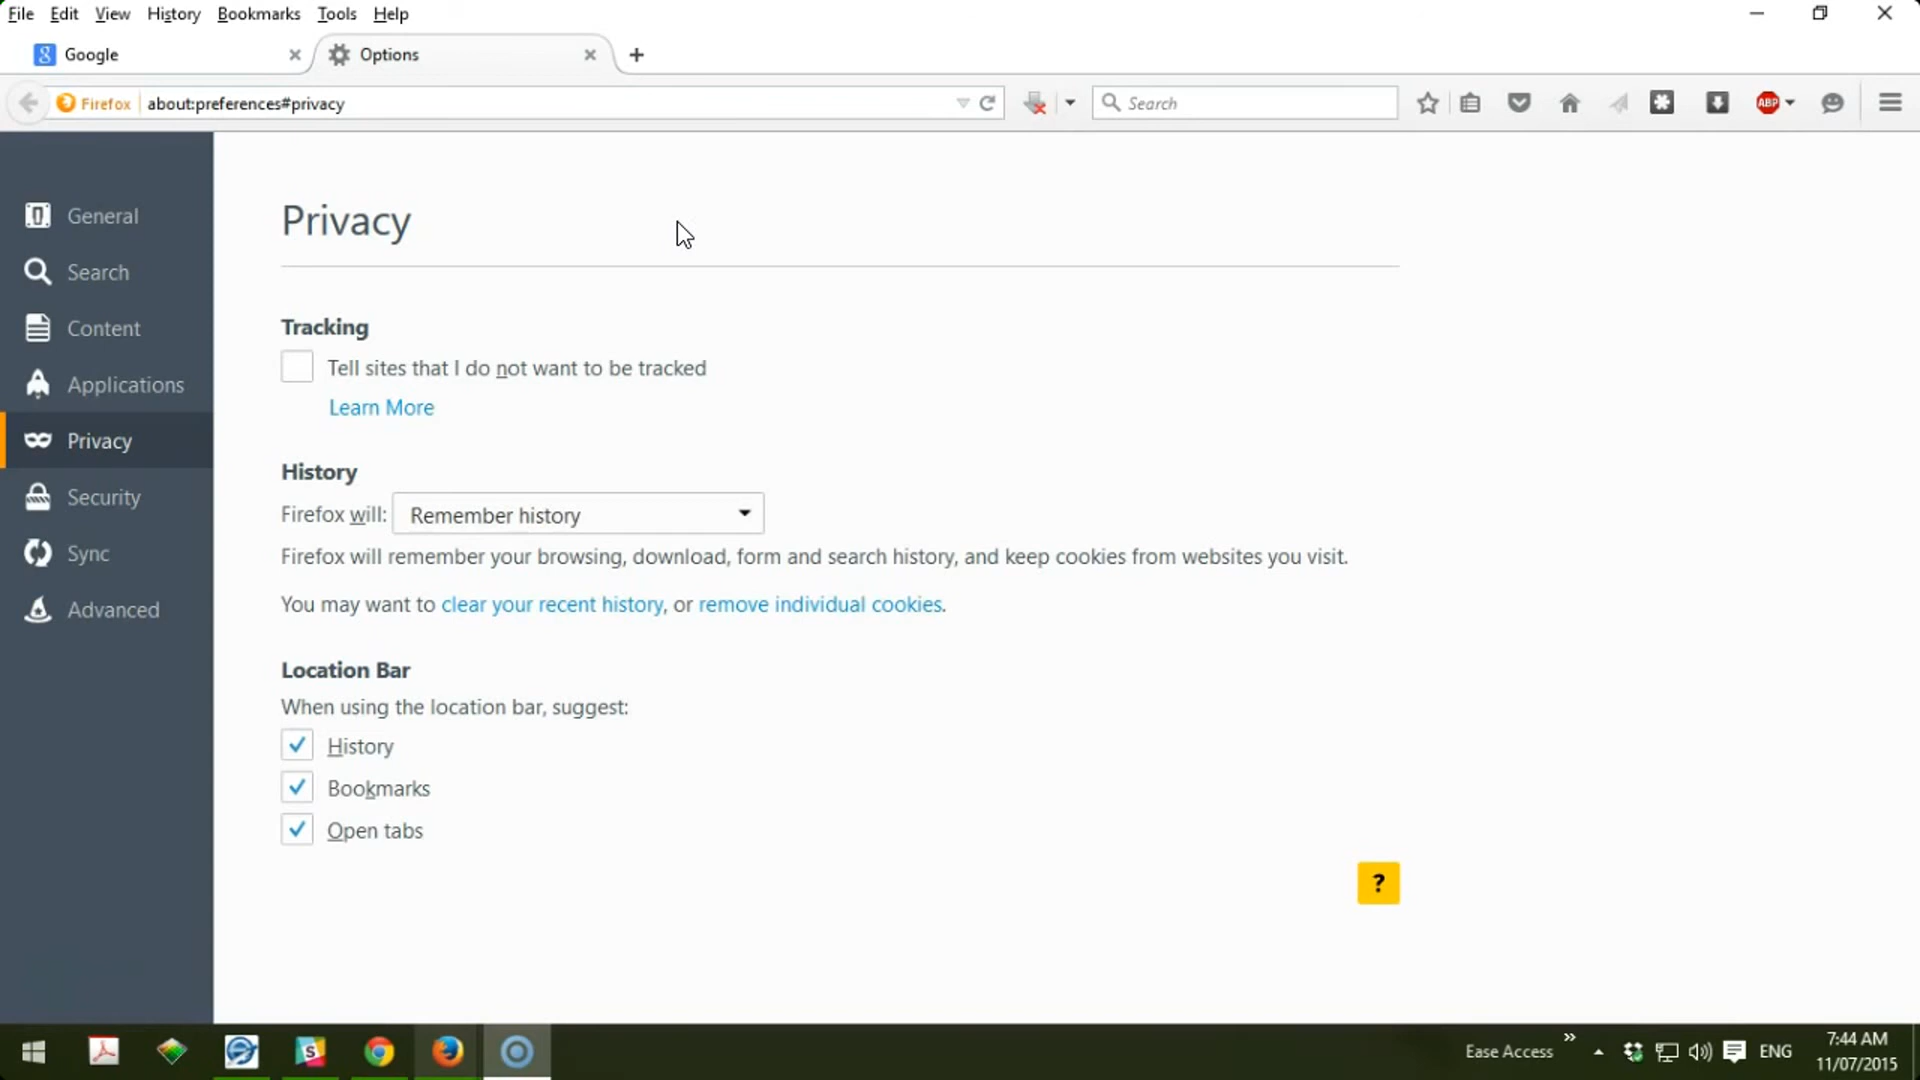 File Edit View History Bookmarks Tools Help
Google
Options
Firefox about:preferences#privacy
Search
ABP
General
Search
Content
Applications
Privacy
Security
Sync
Advanced
Privacy
Tracking
Tell sites that I do not want to be tracked
Learn More
History
Firefox will: Remember history
Firefox will remember your browsing, download, form and search history, and keep cookies from websites you visit.
You may want to clear your recent history, or remove individual cookies.
Location Bar
When using the location bar, suggest:
History
Bookmarks
Open tabs
?
Ease Access » ENG
7:44 AM
11/07/2015